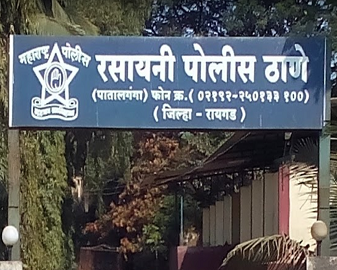 महाराष्ट्र पोलीस
रसायनी पोलीस ठाणे
(पातालगंगा) फोन क्र.( ०२१९२-२५०१३३ १००)
( जिल्हा - रायगड )